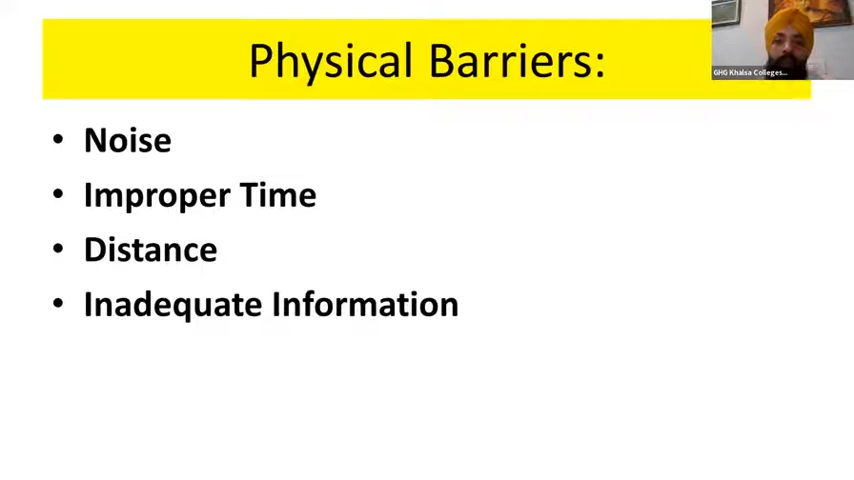 Physical Barriers:
GHG Khalsa Colleges...
• Noise
• Improper Time
• Distance
• Inadequate Information